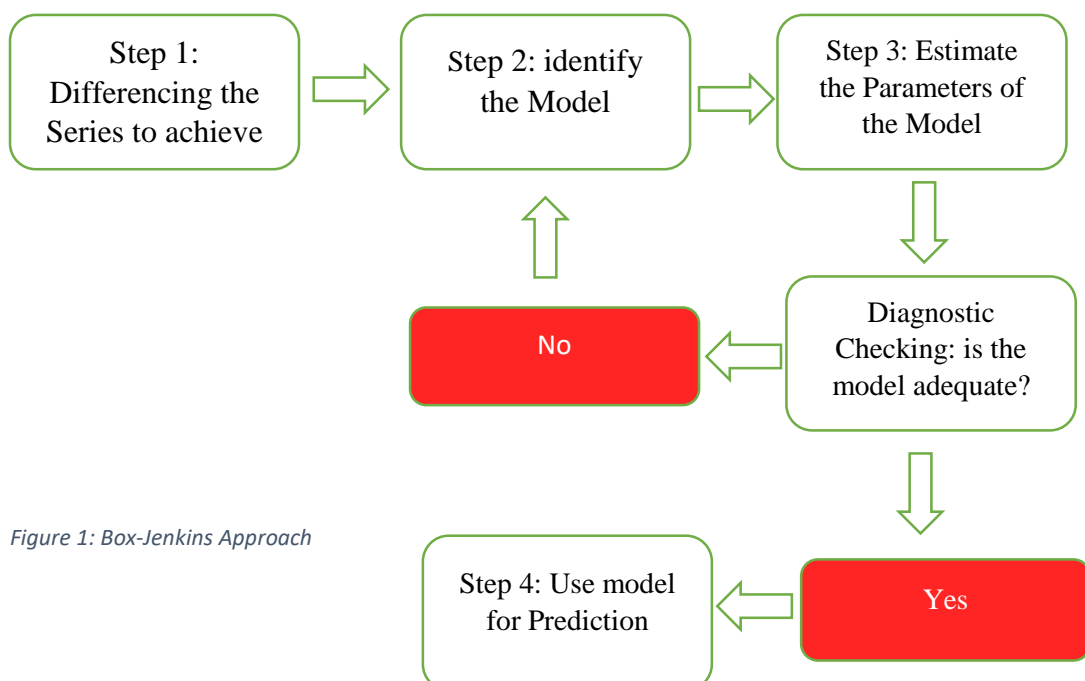 Step 1:
Differencing the
Series to achieve
Step 2: identify
the Model
Step 3: Estimate
the Parameters of
the Model
No
Diagnostic
Checking: is the
model adequate?
Figure 1: Box-Jenkins Approach
Step 4: Use model
for Prediction
Yes